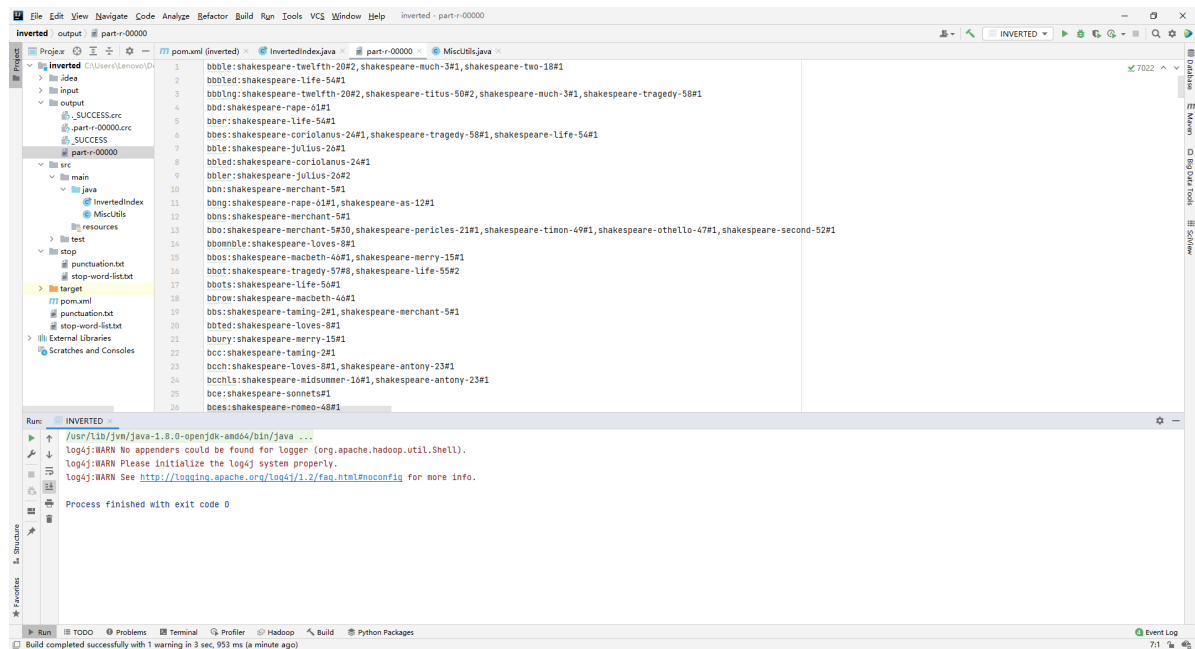 File Edit View Navigate Code Analyze Refactor Build Run Tools VCS Window Help inverted - part-r-00000
inverted output part-r-00000
INVERTED
Project
pom.xml (inverted) InvertedIndex.java part-r-00000 MiscUtils.java
7022
inverted C:\Users\Lenovo\D
.idea
input
output
._SUCCESS.crc
.part-r-00000.crc
_SUCCESS
part-r-00000
src
main
java
InvertedIndex
MiscUtils
resources
test
stop
punctuation.txt
stop-word-list.txt
target
pom.xml
punctuation.txt
stop-word-list.txt
External Libraries
Scratches and Consoles
1 bbble:shakespeare-twelfth-20#2,shakespeare-much-3#1,shakespeare-two-18#1
2 bbbled:shakespeare-life-54#1
3 bbblng:shakespeare-twelfth-20#2,shakespeare-titus-50#2,shakespeare-much-3#1,shakespeare-tragedy-58#1
4 bbd:shakespeare-rape-61#1
5 bber:shakespeare-life-54#1
6 bbes:shakespeare-coriolanus-24#1,shakespeare-tragedy-58#1,shakespeare-life-54#1
7 bble:shakespeare-julius-26#1
8 bbled:shakespeare-coriolanus-24#1
9 bbler:shakespeare-julius-26#2
10 bbn:shakespeare-merchant-5#1
11 bbng:shakespeare-rape-61#1,shakespeare-as-12#1
12 bbns:shakespeare-merchant-5#1
13 bbo:shakespeare-merchant-5#30,shakespeare-pericles-21#1,shakespeare-timon-49#1,shakespeare-othello-47#1,shakespeare-second-52#1
14 bbomnble:shakespeare-loves-8#1
15 bbos:shakespeare-macbeth-46#1,shakespeare-merry-15#1
16 bbot:shakespeare-tragedy-57#8,shakespeare-life-55#2
17 bbots:shakespeare-life-56#1
18 bbrow:shakespeare-macbeth-46#1
19 bbs:shakespeare-taming-2#1,shakespeare-merchant-5#1
20 bbted:shakespeare-loves-8#1
21 bbury:shakespeare-merry-15#1
22 bcc:shakespeare-taming-2#1
23 bcch:shakespeare-loves-8#1,shakespeare-antony-23#1
24 bcchls:shakespeare-midsummer-16#1,shakespeare-antony-23#1
25 bce:shakespeare-sonnets#1
26 bces:shakespeare-romeo-48#1
Database
Maven
Big Data Tools
SciView
Project
Structure
Favorites
Run: INVERTED
/usr/lib/jvm/java-1.8.0-openjdk-amd64/bin/java ...
log4j:WARN No appenders could be found for logger (org.apache.hadoop.util.Shell).
log4j:WARN Please initialize the log4j system properly.
log4j:WARN See http://logging.apache.org/log4j/1.2/faq.html#noconfig for more info.
Process finished with exit code 0
Run TODO Problems Terminal Profiler Hadoop Build Python Packages Event Log
Build completed successfully with 1 warning in 3 sec, 953 ms (a minute ago) 7:1